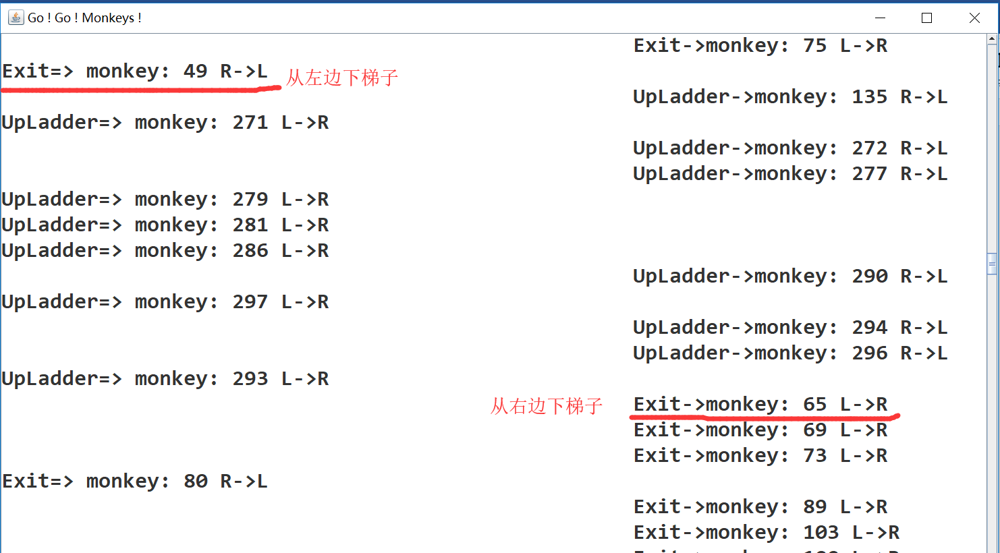 Go ! Go ! Monkeys !
Exit->monkey: 75 L->R
Exit=> monkey: 49 R->L
从左边下梯子
UpLadder->monkey: 135 R->L
UpLadder=> monkey: 271 L->R
UpLadder->monkey: 272 R->L
UpLadder->monkey: 277 R->L
UpLadder=> monkey: 279 L->R
UpLadder=> monkey: 281 L->R
UpLadder=> monkey: 286 L->R
UpLadder->monkey: 290 R->L
UpLadder=> monkey: 297 L->R
UpLadder->monkey: 294 R->L
UpLadder->monkey: 296 R->L
UpLadder=> monkey: 293 L->R
从右边下梯子
Exit->monkey: 65 L->R
Exit->monkey: 69 L->R
Exit->monkey: 73 L->R
Exit=> monkey: 80 R->L
Exit->monkey: 89 L->R
Exit->monkey: 103 L->R